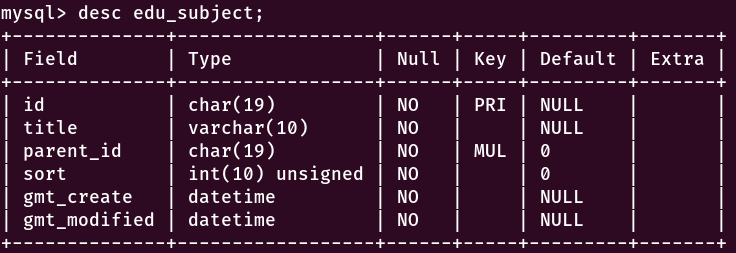 mysql> desc edu_subject;
+--------------+------------------+------+-----+---------+-------+
| Field        | Type             | Null | Key | Default | Extra |
+--------------+------------------+------+-----+---------+-------+
| id           | char(19)         | NO   | PRI | NULL    |       |
| title        | varchar(10)      | NO   |     | NULL    |       |
| parent_id    | char(19)         | NO   | MUL | 0       |       |
| sort         | int(10) unsigned | NO   |     | 0       |       |
| gmt_create   | datetime         | NO   |     | NULL    |       |
| gmt_modified | datetime         | NO   |     | NULL    |       |
+--------------+------------------+------+-----+---------+-------+